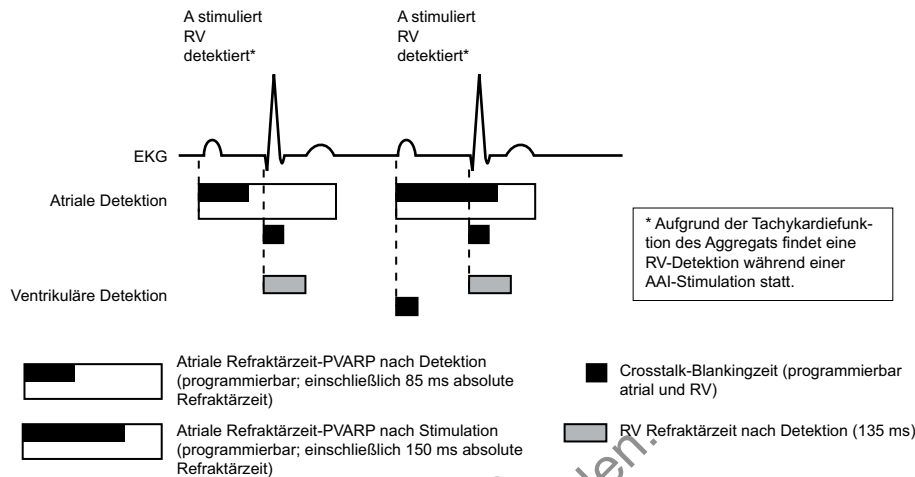 A stimuliert
RV
detektiert*
A stimuliert
RV
detektiert*
EKG
Atriale Detektion
Ventrikuläre Detektion
* Aufgrund der Tachykardiefunk-
tion des Aggregats findet eine
RV-Detektion während einer
AAI-Stimulation statt.
Atriale Refraktärzeit-PVARP nach Detektion
(programmierbar; einschließlich 85 ms absolute
Refraktärzeit)
Atriale Refraktärzeit-PVARP nach Stimulation
(programmierbar; einschließlich 150 ms absolute
Refraktärzeit)
Crosstalk-Blankingzeit (programmierbar
atrial und RV)
RV Refraktärzeit nach Detektion (135 ms)